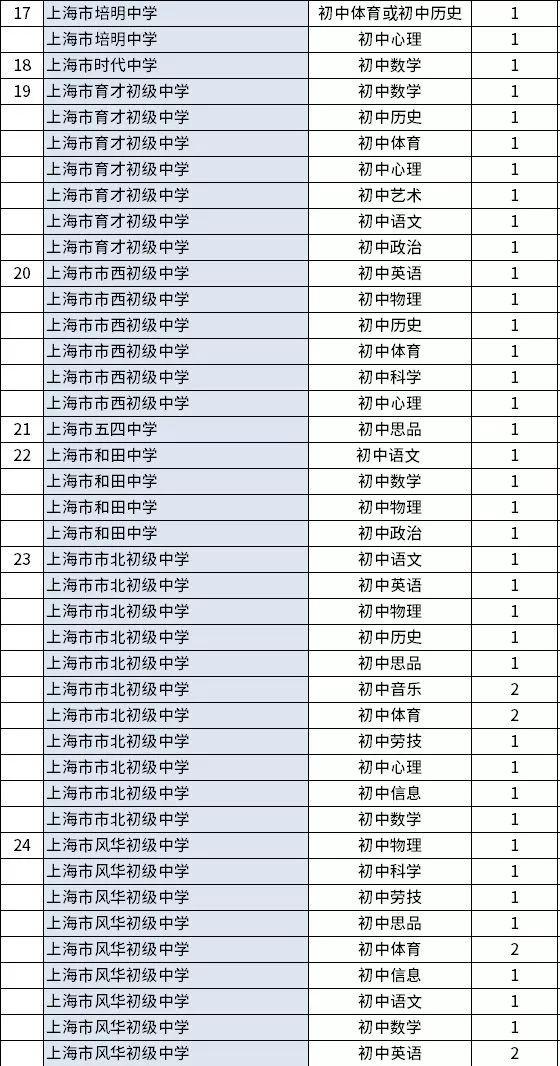 17 上海市培明中学 初中体育或初中历史 1
上海市培明中学 初中心理 1
18 上海市时代中学 初中数学 1
19 上海市育才初级中学 初中数学 1
上海市育才初级中学 初中历史 1
上海市育才初级中学 初中体育 1
上海市育才初级中学 初中心理 1
上海市育才初级中学 初中艺术 1
上海市育才初级中学 初中语文 1
上海市育才初级中学 初中政治 1
20 上海市市西初级中学 初中英语 1
上海市市西初级中学 初中物理 1
上海市市西初级中学 初中历史 1
上海市市西初级中学 初中体育 1
上海市市西初级中学 初中科学 1
上海市市西初级中学 初中心理 1
21 上海市五四中学 初中思品 1
22 上海市和田中学 初中语文 1
上海市和田中学 初中数学 1
上海市和田中学 初中物理 1
上海市和田中学 初中政治 1
23 上海市市北初级中学 初中语文 1
上海市市北初级中学 初中英语 1
上海市市北初级中学 初中物理 1
上海市市北初级中学 初中历史 1
上海市市北初级中学 初中思品 1
上海市市北初级中学 初中音乐 2
上海市市北初级中学 初中体育 2
上海市市北初级中学 初中劳技 1
上海市市北初级中学 初中心理 1
上海市市北初级中学 初中信息 1
上海市市北初级中学 初中数学 1
24 上海市风华初级中学 初中物理 1
上海市风华初级中学 初中科学 1
上海市风华初级中学 初中劳技 1
上海市风华初级中学 初中思品 1
上海市风华初级中学 初中体育 2
上海市风华初级中学 初中信息 1
上海市风华初级中学 初中语文 1
上海市风华初级中学 初中数学 1
上海市风华初级中学 初中英语 2